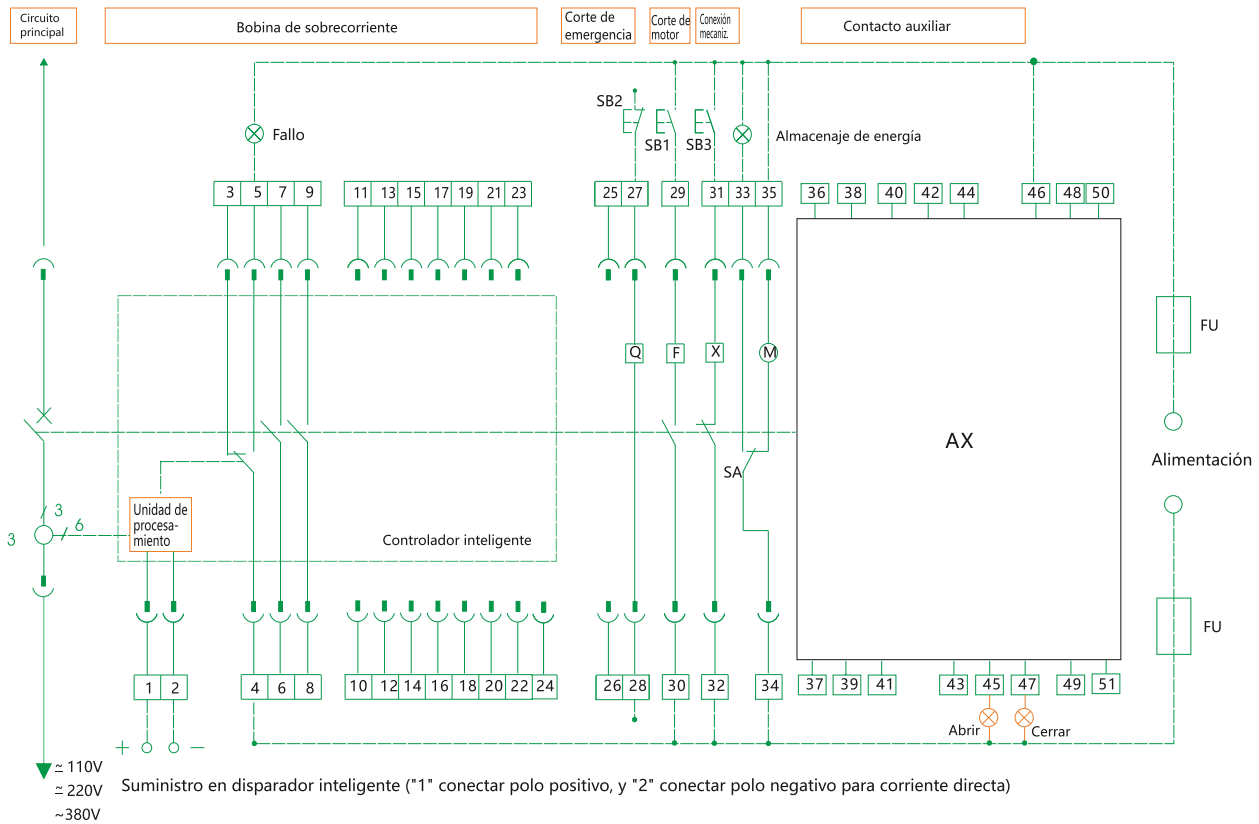 Circuito
principal
Bobina de sobrecorriente
Corte de
emergencia
Corte de
motor
Conexión
mecaniz.
Contacto auxiliar
SB2
SB1
SB3
Fallo
Almacenaje de energía
3 5 7 9
11 13 15 17 19 21 23
25 27
29
31 33 35
36 38 40 42 44 46 48 50
FU
Q
F
X
M
AX
Alimentación
SA
Unidad de
procesa-
miento
3
6
3
Controlador inteligente
FU
1 2
4 6 8
10 12 14 16 18 20 22 24
26 28
30
32
34
37 39 41 43 45 47 49 51
Abrir
Cerrar
+ −
≃ 110V
≃ 220V
~380V
Suministro en disparador inteligente ("1" conectar polo positivo, y "2" conectar polo negativo para corriente directa)